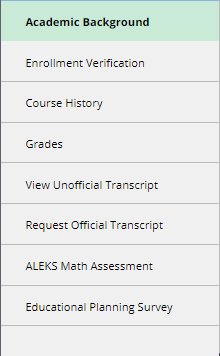 Academic Background
Enrollment Verification
Course History
Grades
View Unofficial Transcript
Request Official Transcript
ALEKS Math Assessment
Educational Planning Survey